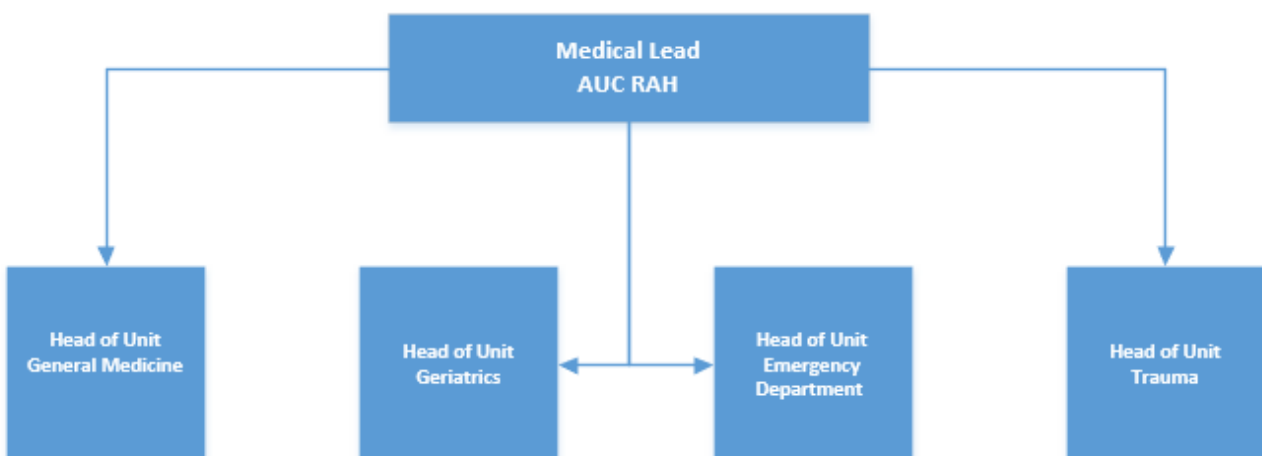 Medical Lead
AUC RAH
Head of Unit
General Medicine
Head of Unit
Geriatrics
Head of Unit
Emergency
Department
Head of Unit
Trauma